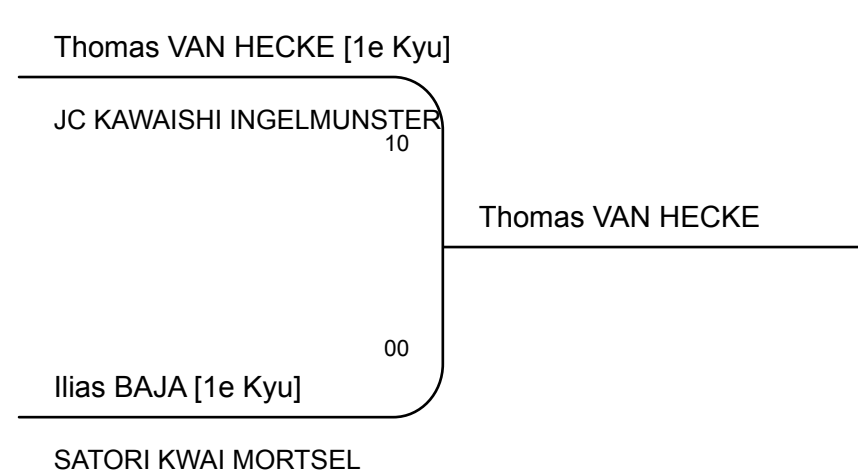 Thomas VAN HECKE [1e Kyu]
JC KAWAISHI INGELMUNSTER
10
Thomas VAN HECKE
00
Ilias BAJA [1e Kyu]
SATORI KWAI MORTSEL